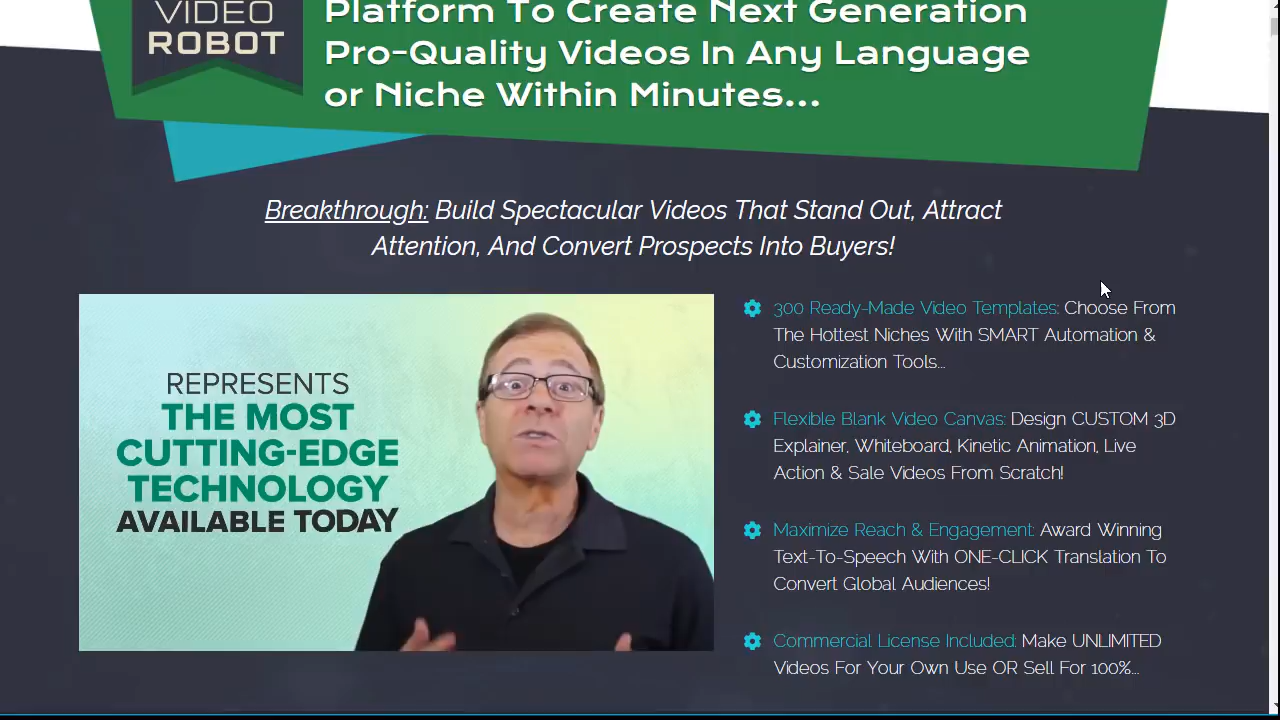 VIDEO
ROBOT
Platform To Create Next Generation
Pro-Quality Videos In Any Language
or Niche Within Minutes...
Breakthrough: Build Spectacular Videos That Stand Out, Attract
Attention, And Convert Prospects Into Buyers!
REPRESENTS
THE MOST
CUTTING-EDGE
TECHNOLOGY
AVAILABLE TODAY
300 Ready-Made Video Templates: Choose From
The Hottest Niches With SMART Automation &
Customization Tools...
Flexible Blank Video Canvas: Design CUSTOM 3D
Explainer, Whiteboard, Kinetic Animation, Live
Action & Sale Videos From Scratch!
Maximize Reach & Engagement: Award Winning
Text-To-Speech With ONE-CLICK Translation To
Convert Global Audiences!
Commercial License Included: Make UNLIMITED
Videos For Your Own Use OR Sell For 100%...